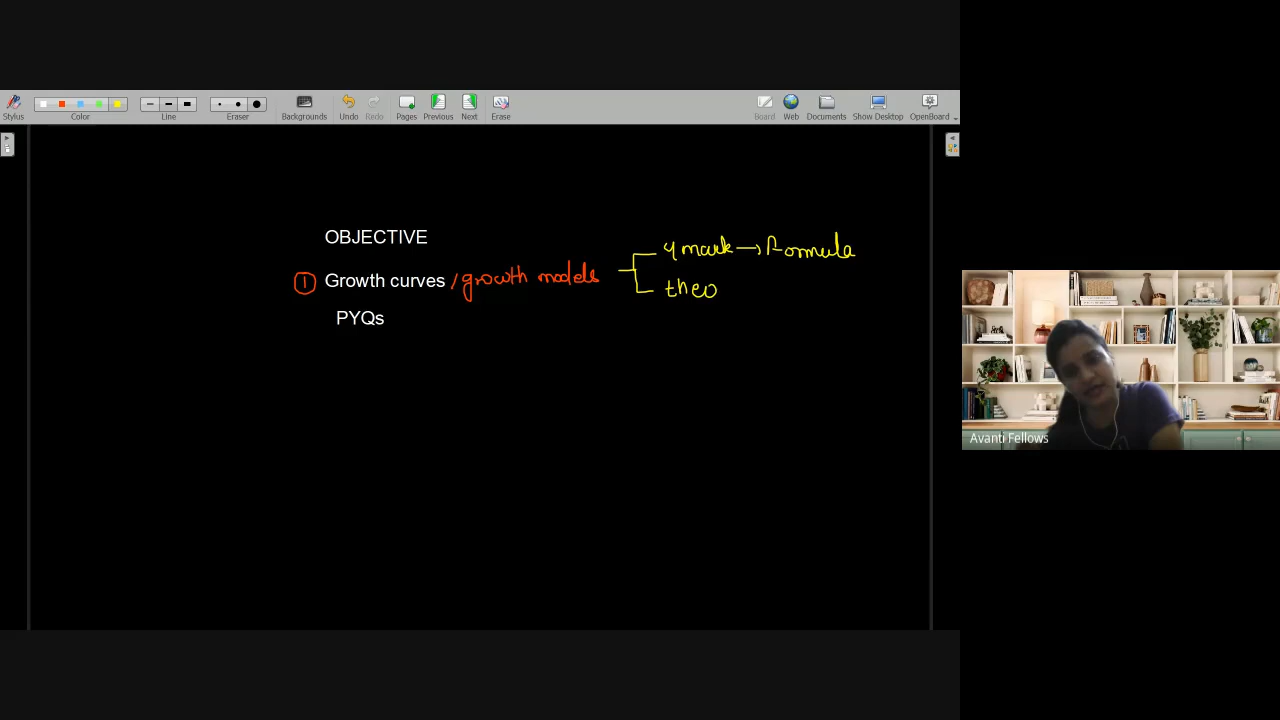 Stylus
Color
Line
Eraser
Backgrounds
Undo
Redo
Pages
Previous
Next
Erase
Board
Web
Documents
Show Desktop
OpenBoard
OBJECTIVE
4 mark → Formula
① Growth curves / growth models
theo
PYQs
Avanti Fellows